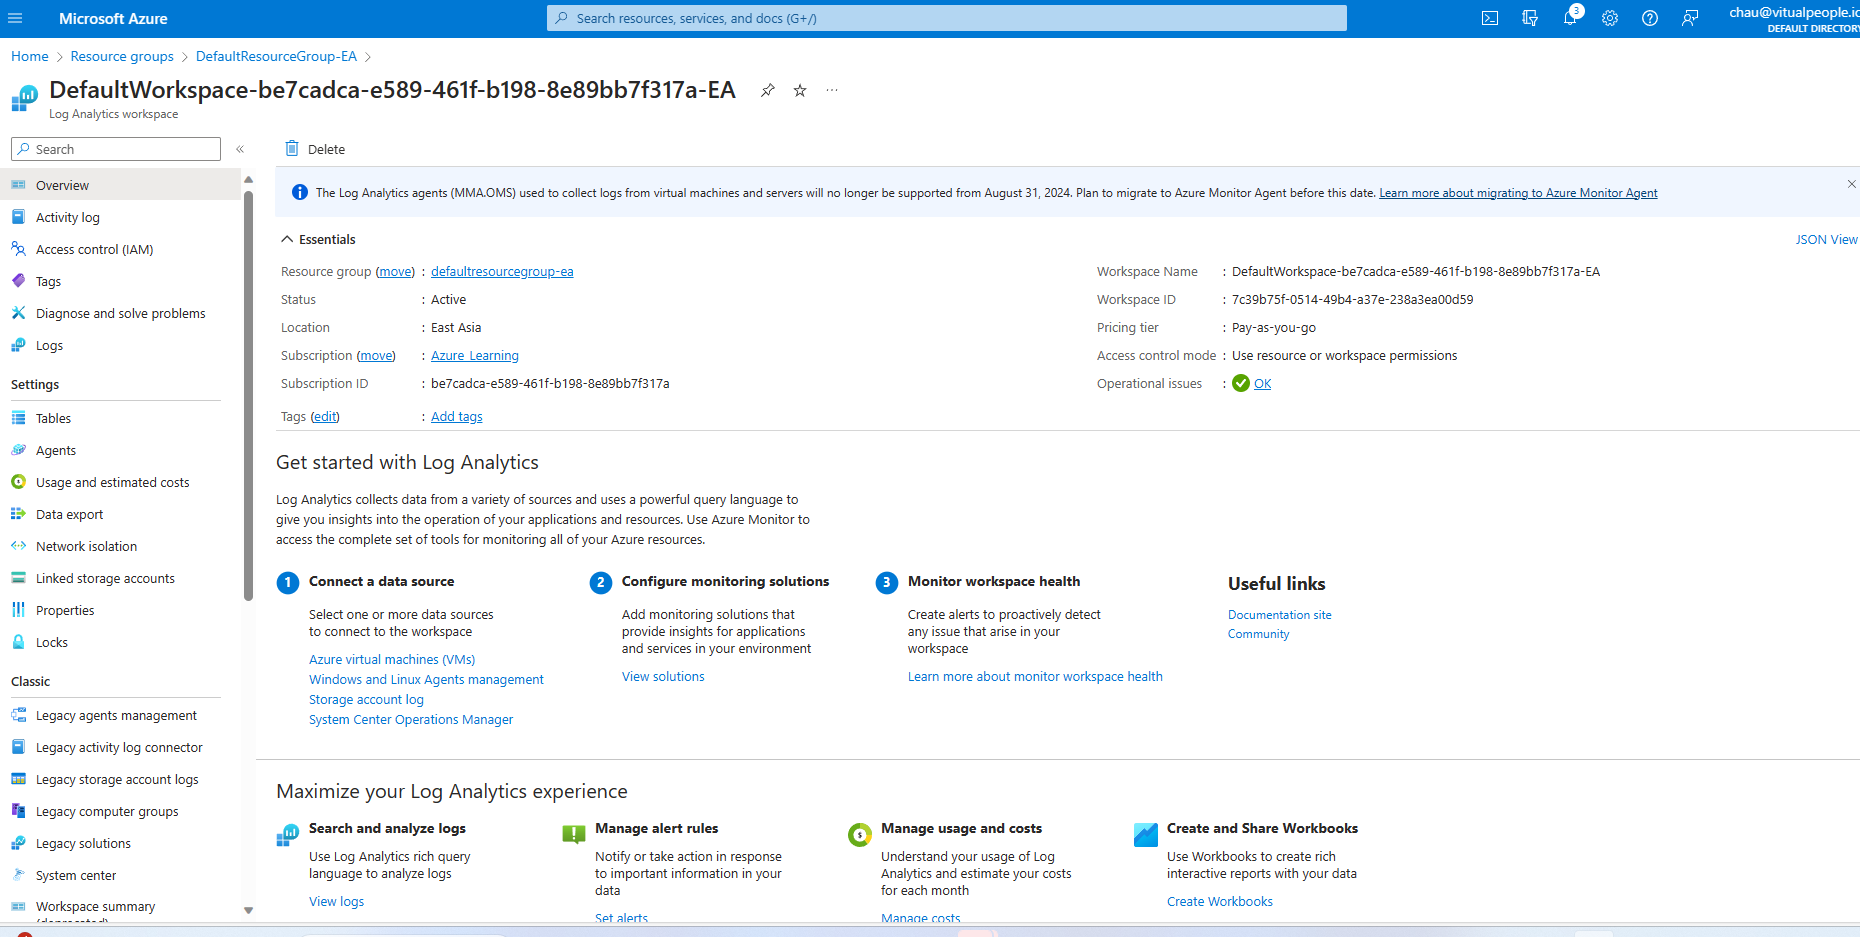 Microsoft Azure
Search resources, services, and docs (G+/)
3
chau@vitualpeople.io
DEFAULT DIRECTORY
Home > Resource groups > DefaultResourceGroup-EA >
DefaultWorkspace-be7cadca-e589-461f-b198-8e89bb7f317a-EA
Log Analytics workspace
Search
«
Delete
Overview
Activity log
Access control (IAM)
Tags
Diagnose and solve problems
Logs
Settings
Tables
Agents
Usage and estimated costs
Data export
Network isolation
Linked storage accounts
Properties
Locks
Classic
Legacy agents management
Legacy activity log connector
Legacy storage account logs
Legacy computer groups
Legacy solutions
System center
Workspace summary
(deprecated)
The Log Analytics agents (MMA,OMS) used to collect logs from virtual machines and servers will no longer be supported from August 31, 2024. Plan to migrate to Azure Monitor Agent before this date. Learn more about migrating to Azure Monitor Agent
Essentials
JSON View
Resource group (move) : defaultresourcegroup-ea
Status : Active
Location : East Asia
Subscription (move) : Azure Learning
Subscription ID : be7cadca-e589-461f-b198-8e89bb7f317a
Tags (edit) : Add tags
Workspace Name : DefaultWorkspace-be7cadca-e589-461f-b198-8e89bb7f317a-EA
Workspace ID : 7c39b75f-0514-49b4-a37e-238a3ea00d59
Pricing tier : Pay-as-you-go
Access control mode : Use resource or workspace permissions
Operational issues : OK
Get started with Log Analytics
Log Analytics collects data from a variety of sources and uses a powerful query language to
give you insights into the operation of your applications and resources. Use Azure Monitor to
access the complete set of tools for monitoring all of your Azure resources.
1 Connect a data source
Select one or more data sources
to connect to the workspace
Azure virtual machines (VMs)
Windows and Linux Agents management
Storage account log
System Center Operations Manager
2 Configure monitoring solutions
Add monitoring solutions that
provide insights for applications
and services in your environment
View solutions
3 Monitor workspace health
Create alerts to proactively detect
any issue that arise in your
workspace
Learn more about monitor workspace health
Useful links
Documentation site
Community
Maximize your Log Analytics experience
Search and analyze logs
Use Log Analytics rich query
language to analyze logs
View logs
Manage alert rules
Notify or take action in response
to important information in your
data
Set alerts
Manage usage and costs
Understand your usage of Log
Analytics and estimate your costs
for each month
Manage costs
Create and Share Workbooks
Use Workbooks to create rich
interactive reports with your data
Create Workbooks